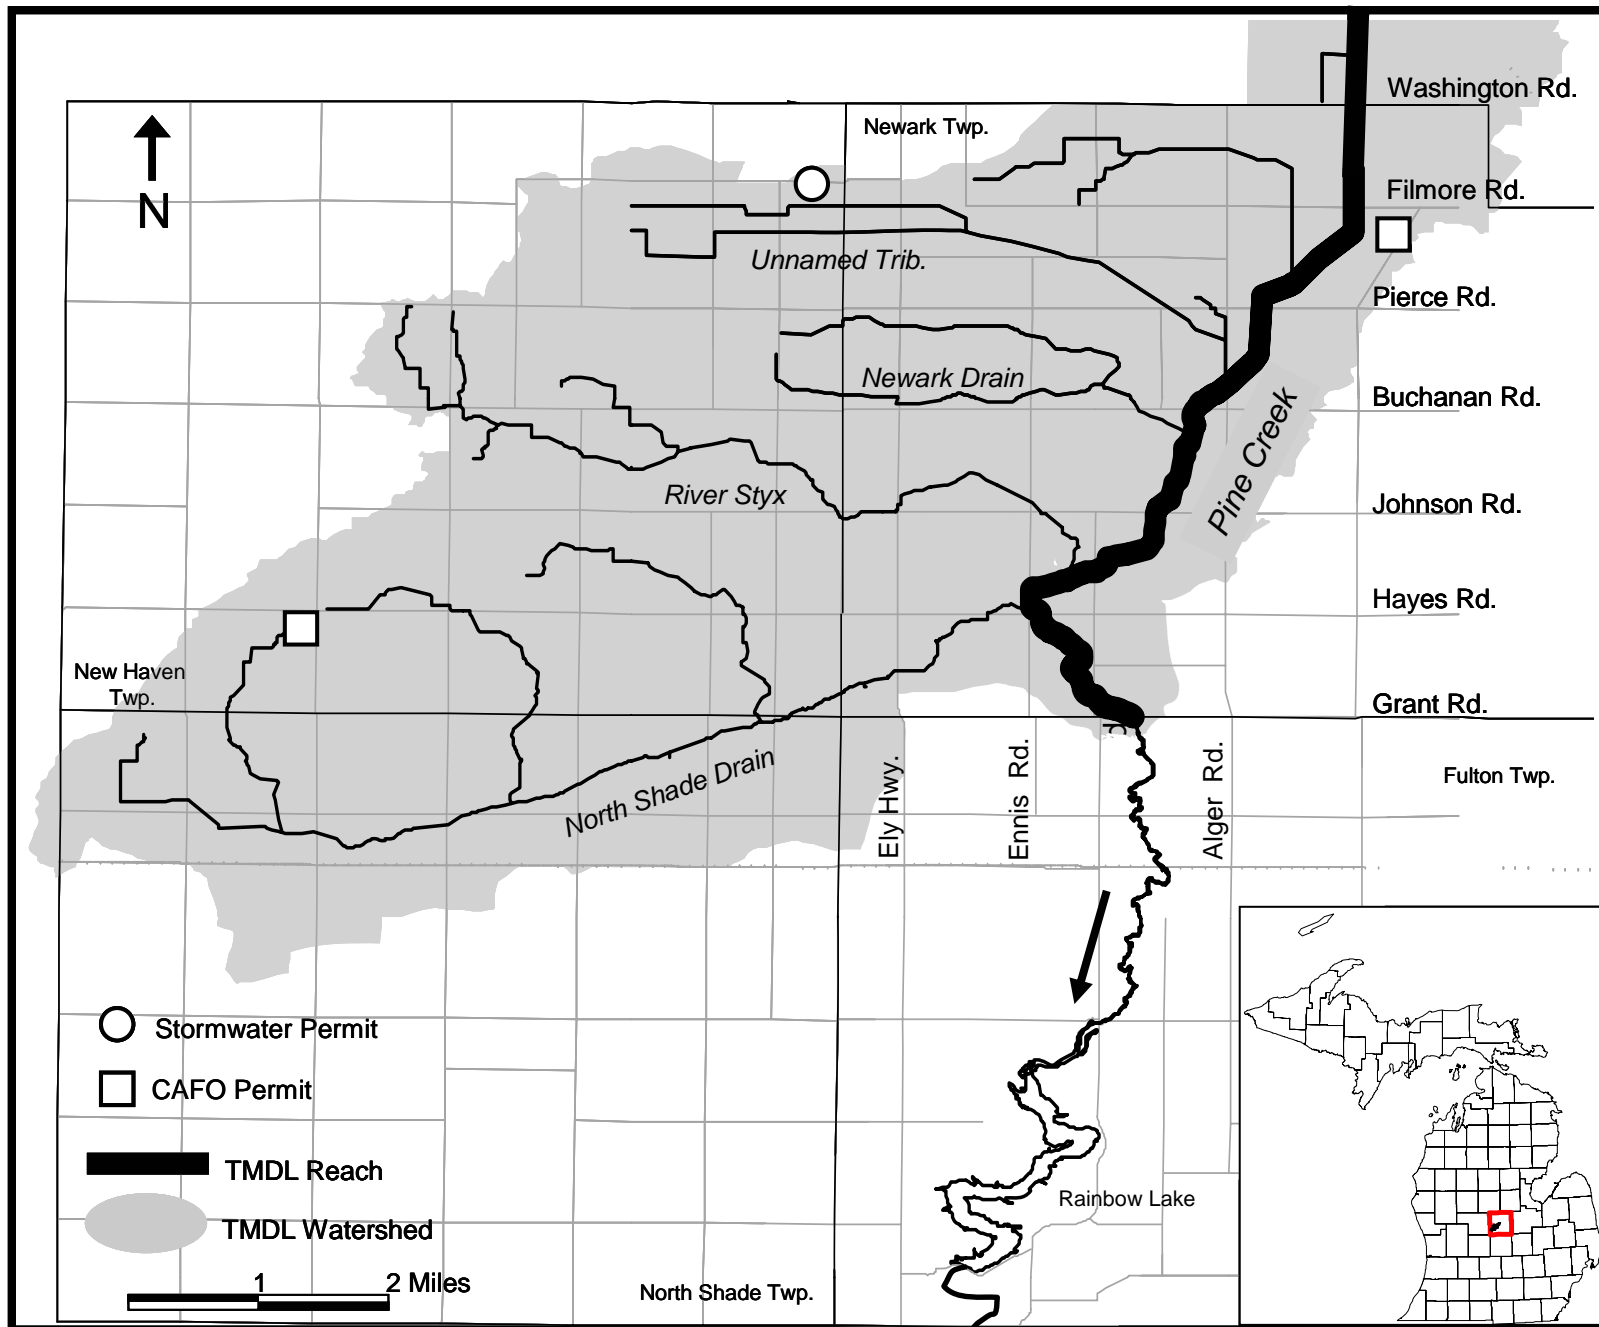 Washington Rd.
Newark Twp.
N
Filmore Rd.
Unnamed Trib.
Pierce Rd.
Newark Drain
Buchanan Rd.
Pine Creek
River Styx
Johnson Rd.
Hayes Rd.
New Haven
Twp.
Grant Rd.
North Shade Drain
Ely Hwy.
Ennis Rd.
Alger Rd.
Fulton Twp.
Stormwater Permit
CAFO Permit
TMDL Reach
TMDL Watershed
Rainbow Lake
1
2 Miles
North Shade Twp.